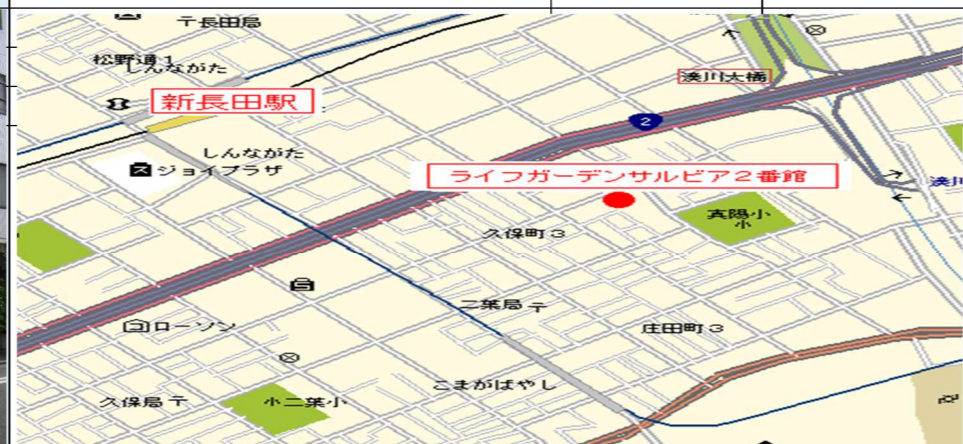 〒長田局
松野通1
しんながた
新長田駅
湊川大橋
2
しんながた
ス ジョイプラザ
ライフガーデンサルビア2番館
真陽小
小
久保町3
S
二葉局 〒
ローソン
庄田町3
こまがばやし
久保局 〒
小二葉小